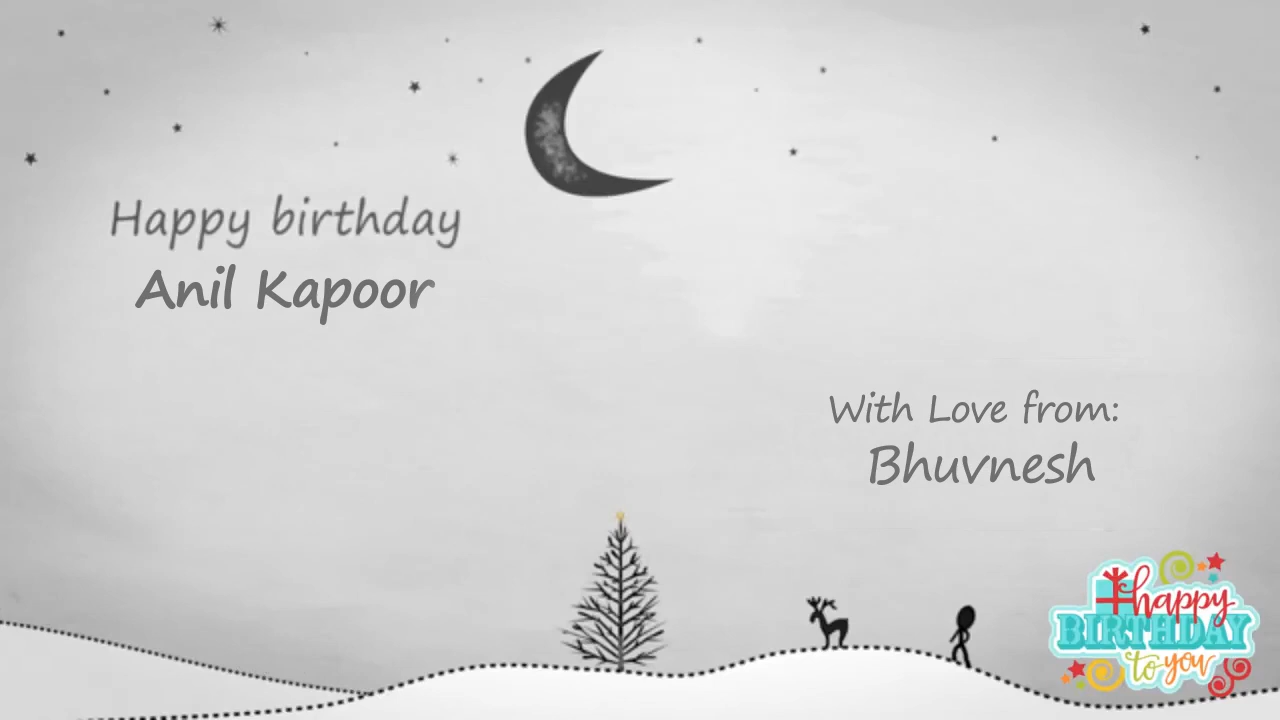 Happy birthday
Anil Kapoor
With Love from:
Bhuvnesh
happy
BIRTHDAY
to you